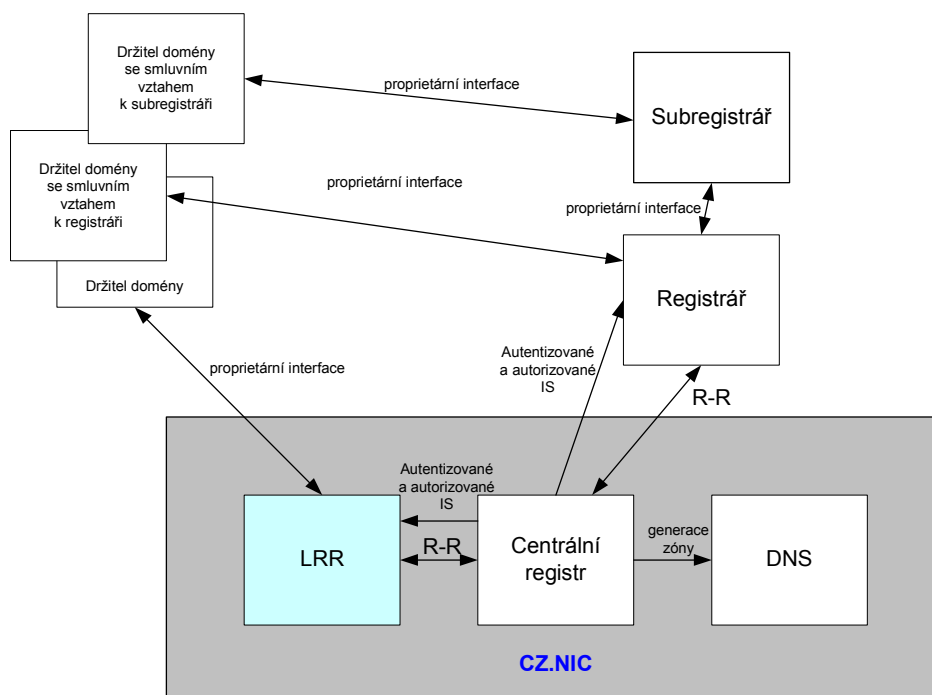 Držitel domény
se smluvním
vztahem
k subregistráři
proprietární interface
Subregistrář
Držitel domény
se smluvním
vztahem
k registráři
proprietární interface
proprietární interface
Držitel domény
Registrář
proprietární interface
Autentizované
a autorizované
IS
R-R
Autentizované
a autorizované
IS
LRR
R-R
Centrální
registr
generace
zóny
DNS
CZ.NIC